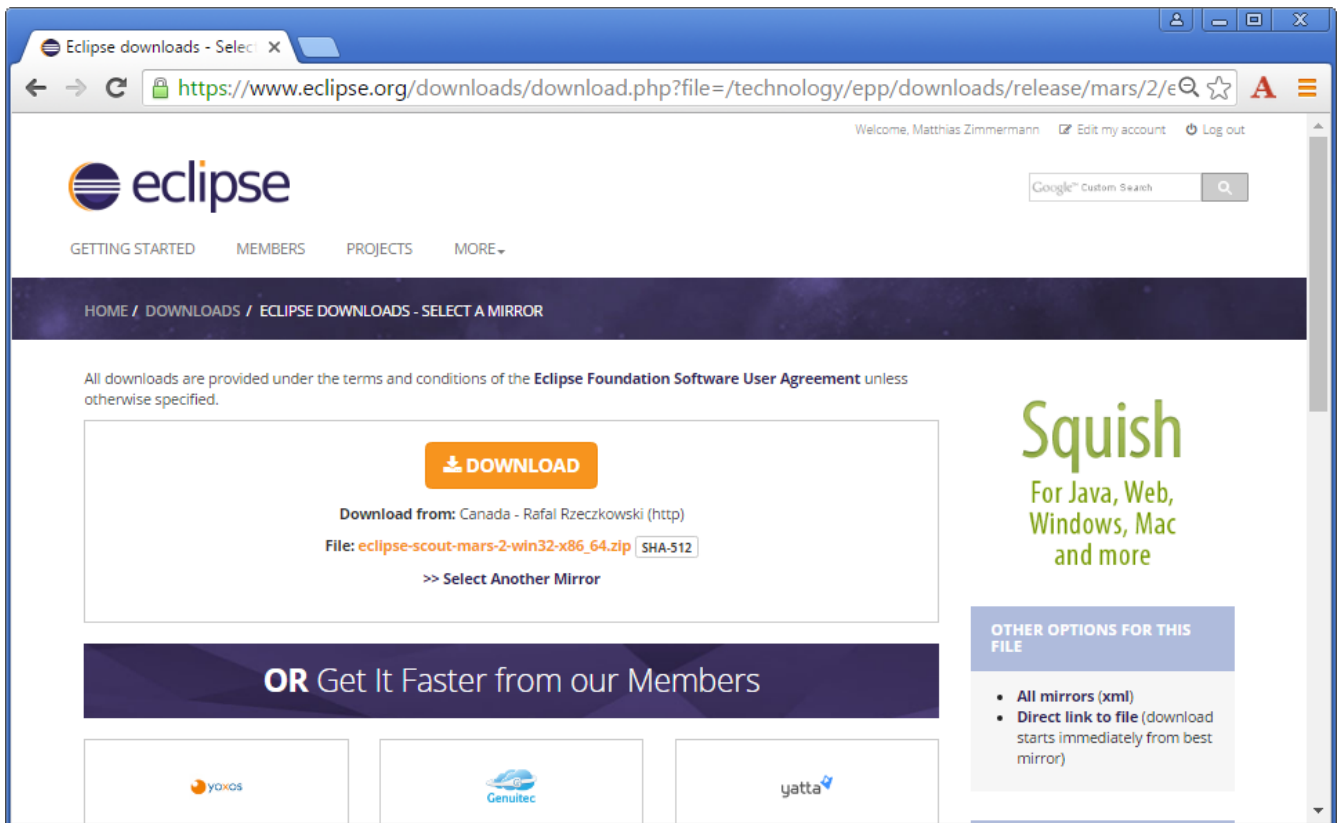 Eclipse downloads - Selec
https://www.eclipse.org/downloads/download.php?file=/technology/epp/downloads/release/mars/2/e
A
Welcome, Matthias Zimmermann Edit my account Log out
eclipse
Google™ Custom Search
GETTING STARTED MEMBERS PROJECTS MORE
HOME / DOWNLOADS / ECLIPSE DOWNLOADS - SELECT A MIRROR
All downloads are provided under the terms and conditions of the Eclipse Foundation Software User Agreement unless
otherwise specified.
DOWNLOAD
Download from: Canada - Rafal Rzeczkowski (http)
File: eclipse-scout-mars-2-win32-x86_64.zip SHA-512
>> Select Another Mirror
OR Get It Faster from our Members
yoxos
Genuitec
yatta
Squish
For Java, Web,
Windows, Mac
and more
OTHER OPTIONS FOR THIS
FILE
• All mirrors (xml)
• Direct link to file (download
starts immediately from best
mirror)